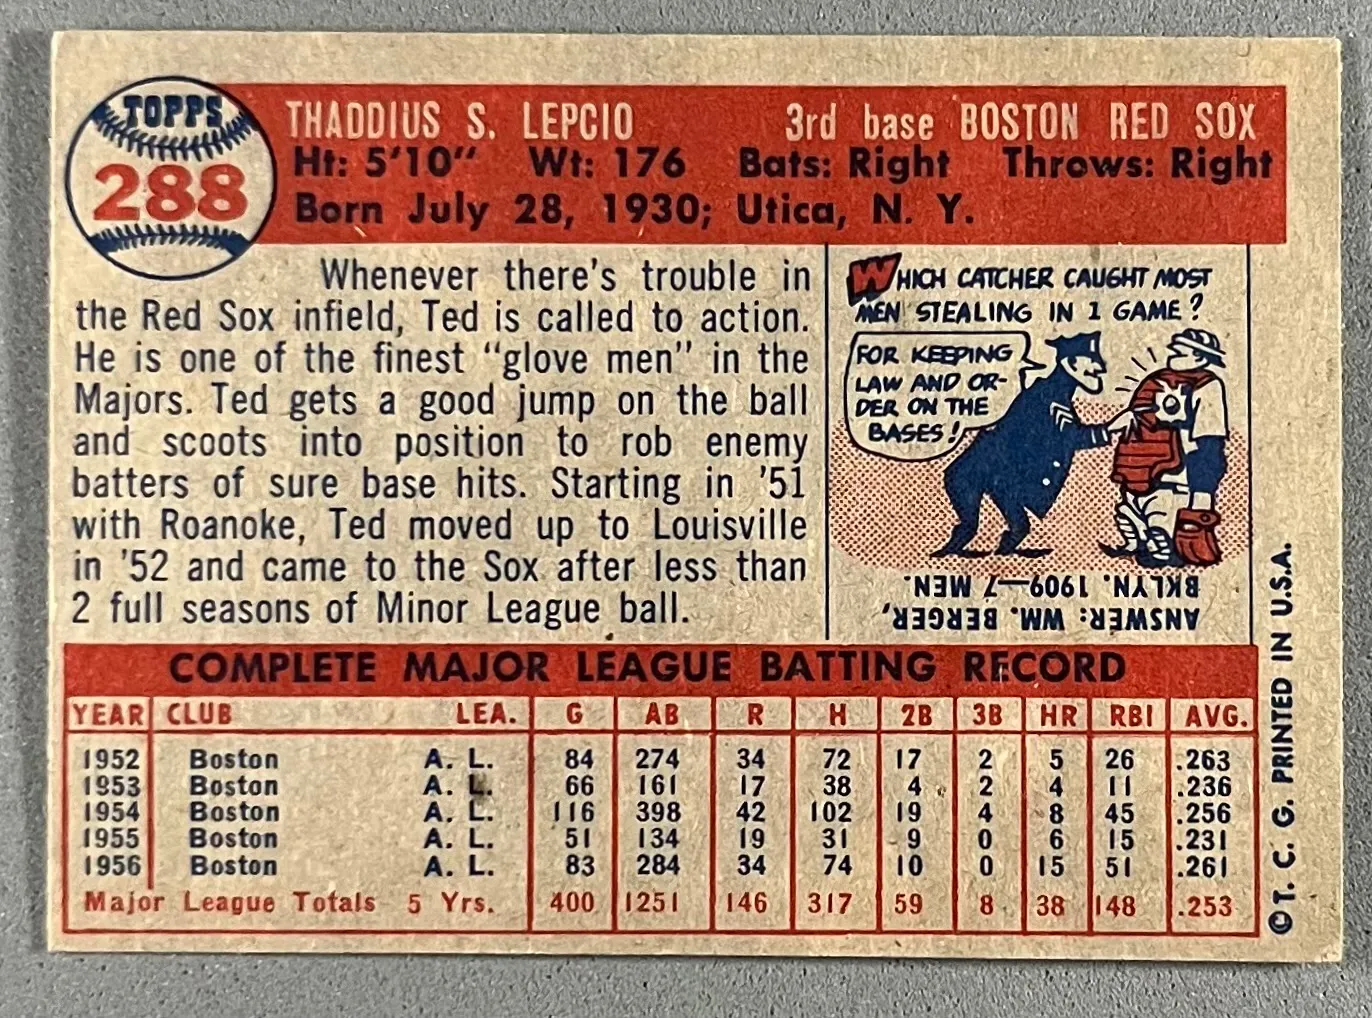 TOPPS
288
THADDIUS S. LEPCIO 3rd base BOSTON RED SOX
Ht: 5'10" Wt: 176 Bats: Right Throws: Right
Born July 28, 1930; Utica, N. Y.
Whenever there's trouble in
the Red Sox infield, Ted is called to action.
He is one of the finest "glove men" in the
Majors. Ted gets a good jump on the ball
and scoots into position to rob enemy
batters of sure base hits. Starting in '51
with Roanoke, Ted moved up to Louisville
in '52 and came to the Sox after less than
2 full seasons of Minor League ball.
WHICH CATCHER CAUGHT MOST
MEN STEALING IN 1 GAME?
FOR KEEPING
LAW AND OR-
DER ON THE
BASES!
ANSWER: WM. BERGER,
BKLYN. 1909—7 MEN.
COMPLETE MAJOR LEAGUE BATTING RECORD
YEAR CLUB LEA. G AB R H 2B 3B HR RBI AVG.
1952 Boston A. L. 84 274 34 72 17 2 5 26 .263
1953 Boston A. L. 66 161 17 38 4 2 4 11 .236
1954 Boston A. L. 116 398 42 102 19 4 8 45 .256
1955 Boston A. L. 51 134 19 31 9 0 6 15 .231
1956 Boston A. L. 83 284 34 74 10 0 15 51 .261
Major League Totals 5 Yrs. 400 1251 146 317 59 8 38 148 .253
©T. C. G. PRINTED IN U.S.A.